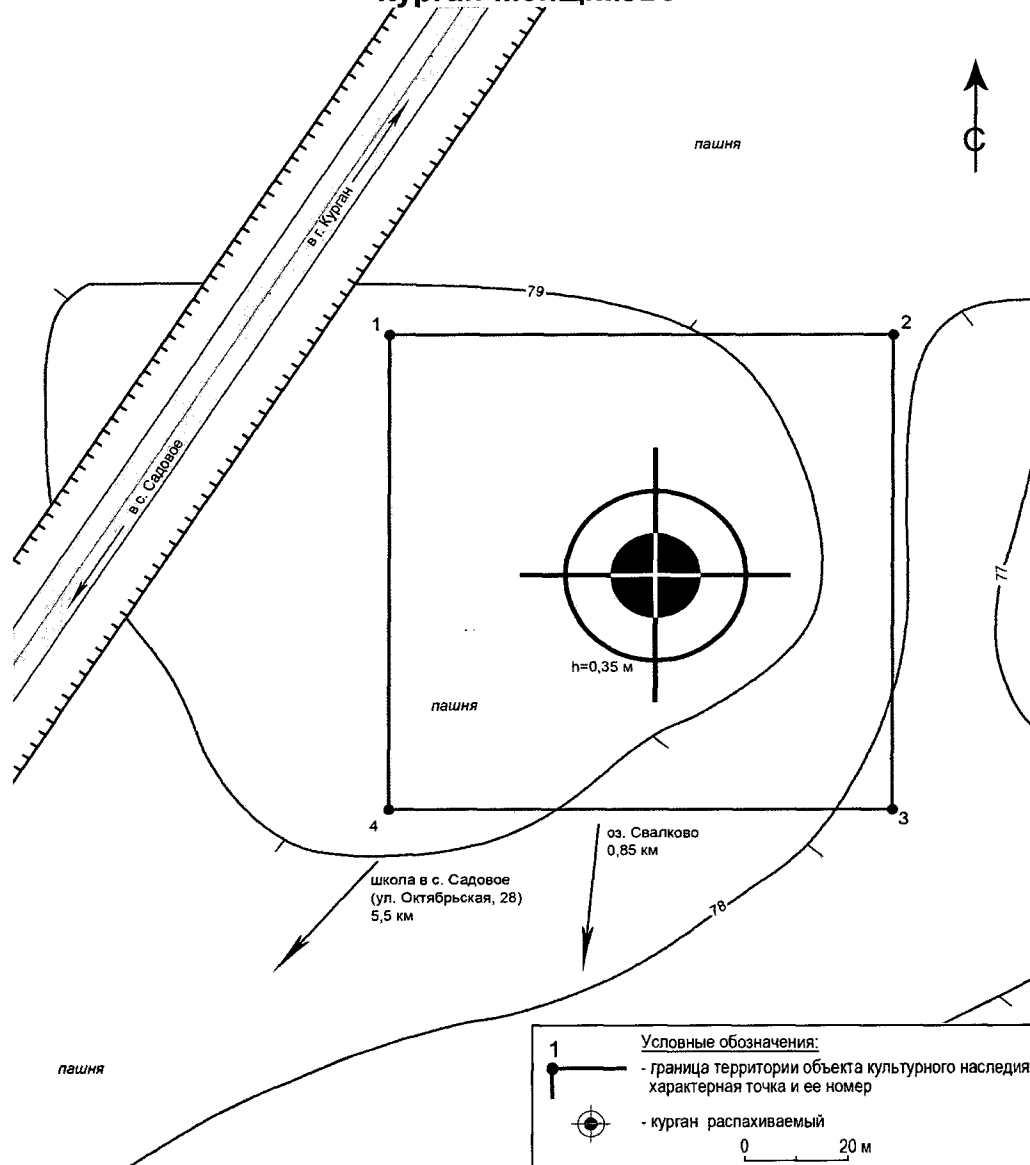 пашня
С
в г. Курган
79
1
2
в с. Садовое
77
h=0,35 м
пашня
4
3
оз. Свалково
0,85 км
школа в с. Садовое
(ул. Октябрьская, 28)
5,5 км
78
пашня
Условные обозначения:
1
- граница территории объекта культурного наследия
характерная точка и ее номер
- курган распахиваемый
0 20 м